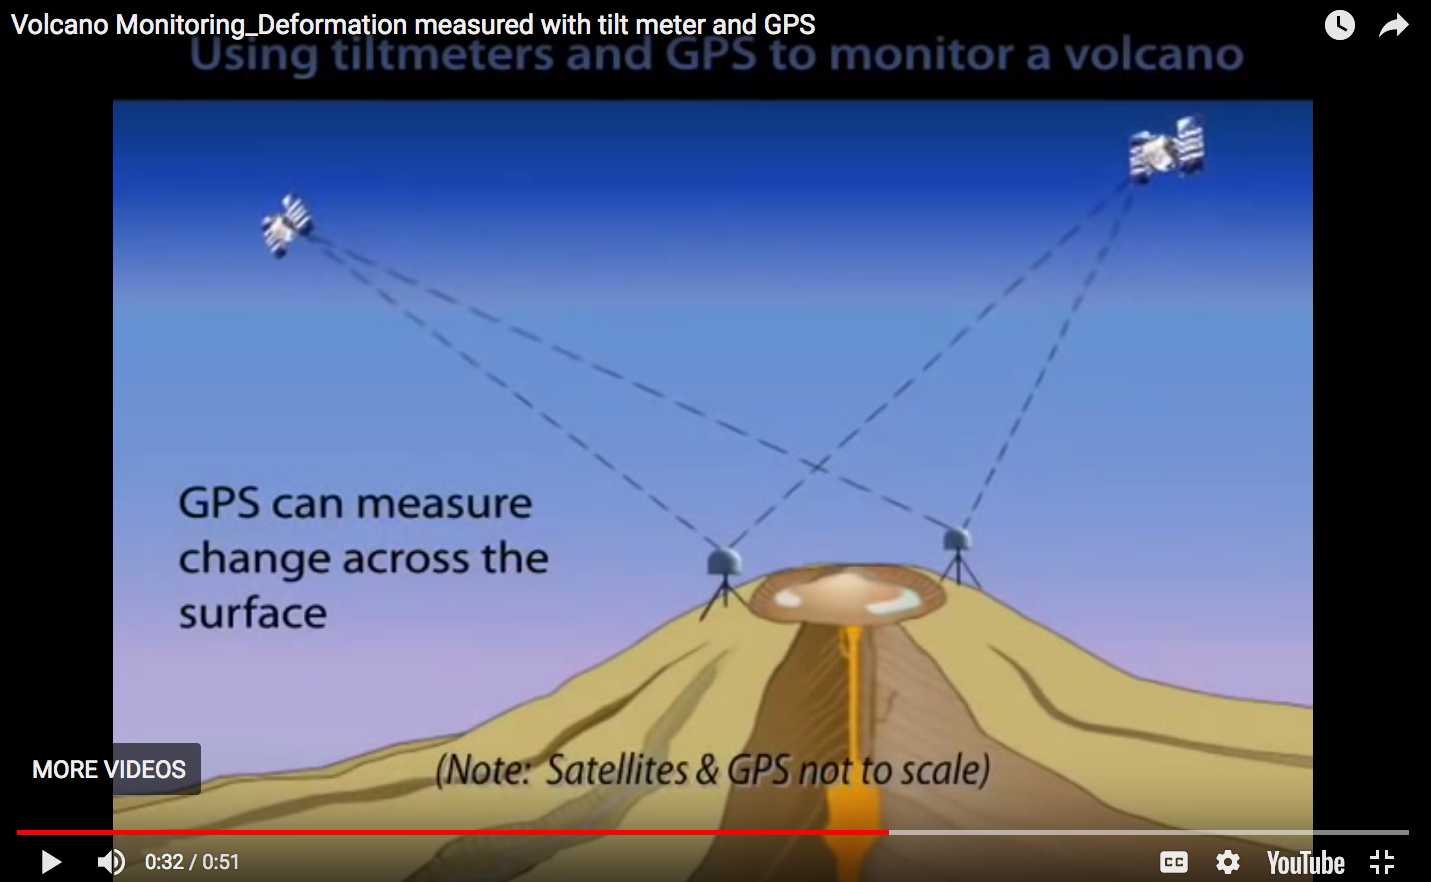 Volcano Monitoring_Deformation measured with tilt meter and GPS
Using tiltmeters and GPS to monitor a volcano
GPS can measure
change across the
surface
(Note: Satellites & GPS not to scale)
MORE VIDEOS
0:32 / 0:51
CC
YouTube